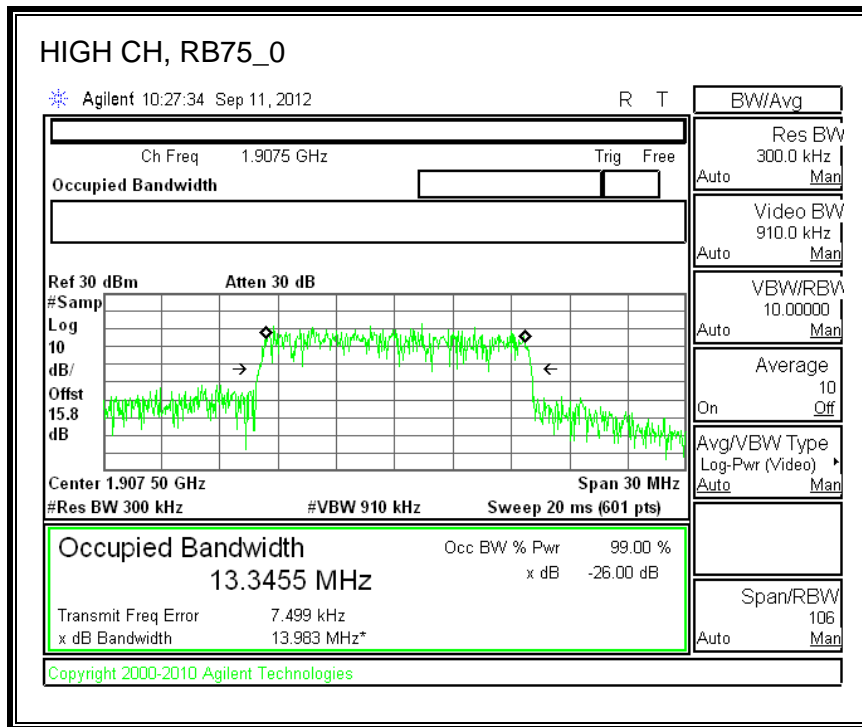 HIGH CH, RB75_0
Agilent 10:27:34 Sep 11, 2012 R T
Ch Freq 1.9075 GHz Trig Free
Occupied Bandwidth
Ref 30 dBm Atten 30 dB
#Samp
Log
10
dB/
Offst
15.8
dB
Center 1.907 50 GHz Span 30 MHz
#Res BW 300 kHz #VBW 910 kHz Sweep 20 ms (601 pts)
Occupied Bandwidth Occ BW % Pwr 99.00 %
13.3455 MHz x dB -26.00 dB
Transmit Freq Error 7.499 kHz
x dB Bandwidth 13.983 MHz*
Copyright 2000-2010 Agilent Technologies
BW/Avg
Res BW
300.0 kHz
Auto Man
Video BW
910.0 kHz
Auto Man
VBW/RBW
10.00000
Auto Man
Average
10
On Off
Avg/VBW Type
Log-Pwr (Video)
Auto Man
Span/RBW
106
Auto Man